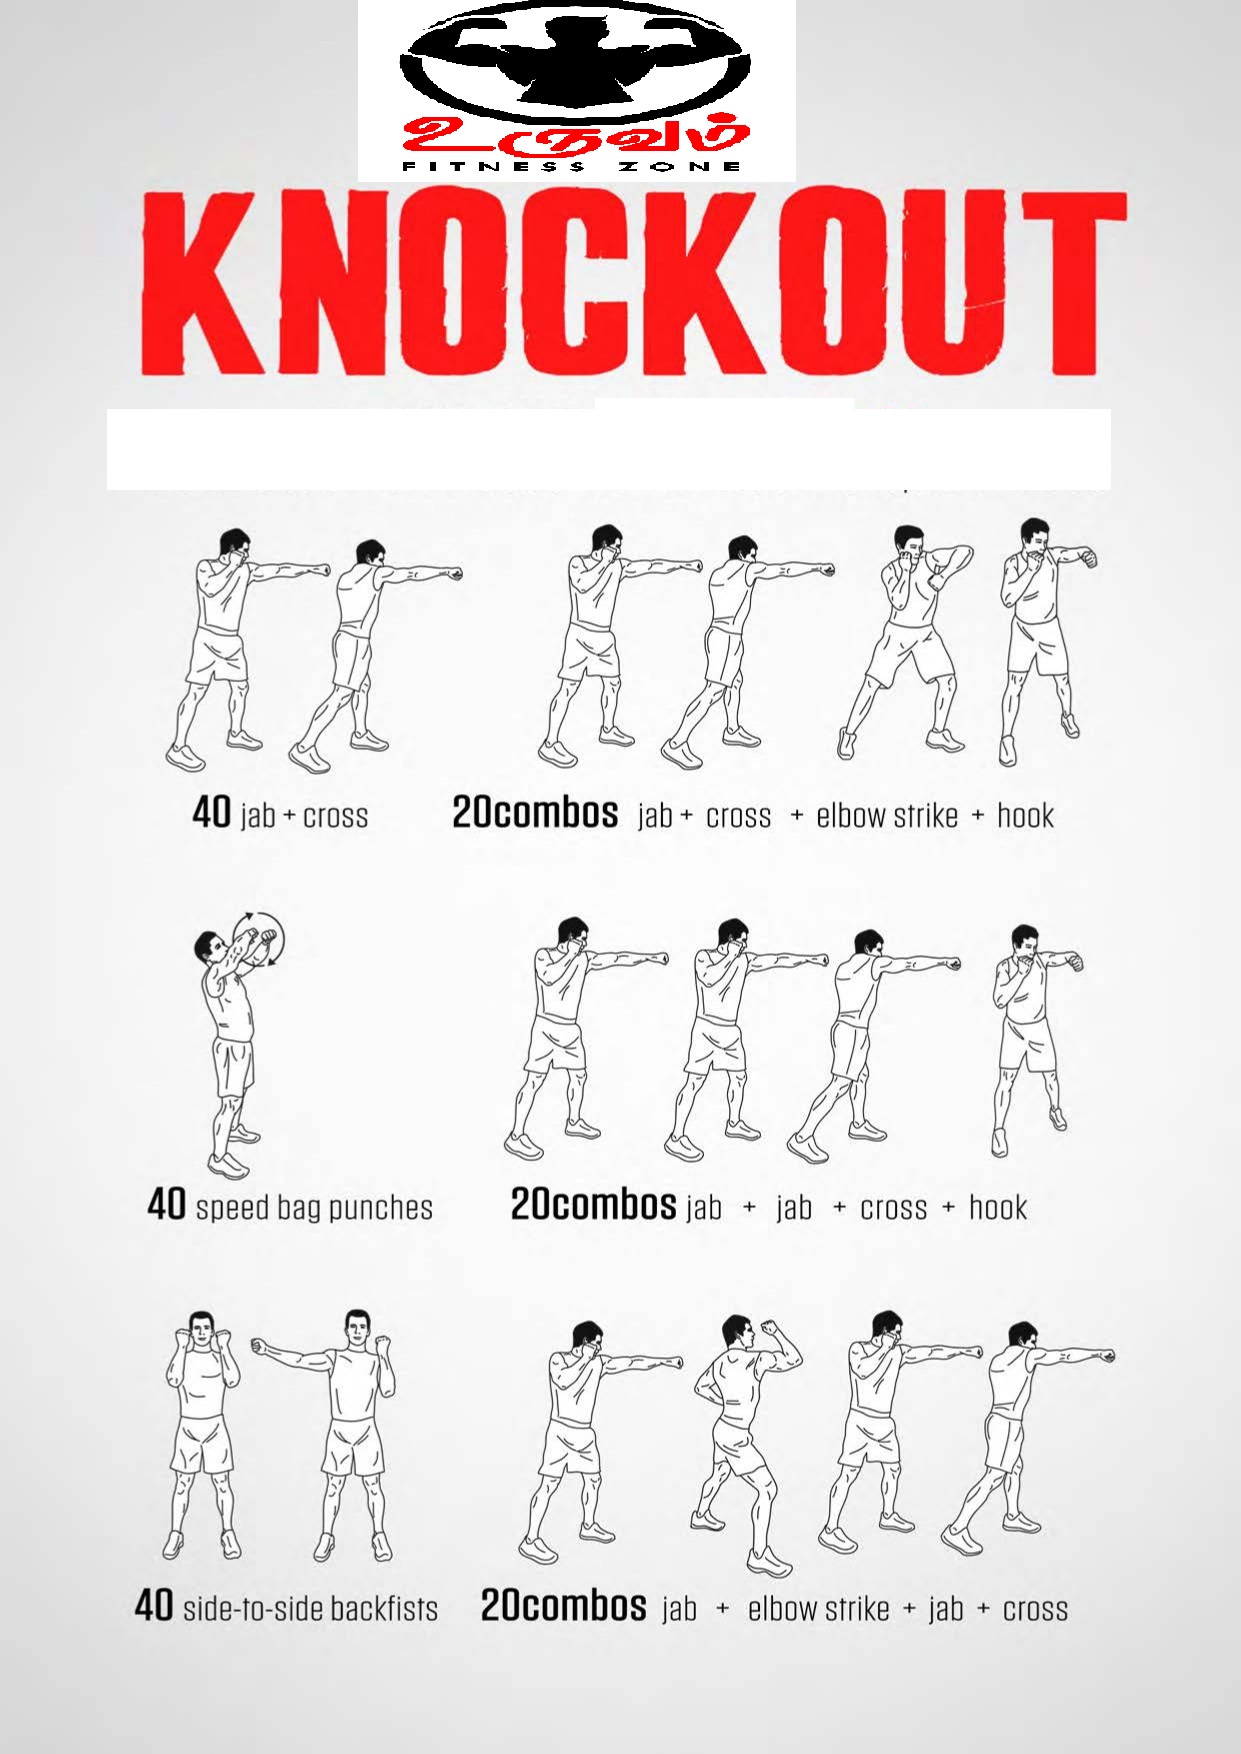 உருவம்
FITNESS ZONE
KNOCKOUT
40 jab + cross
20combos jab + cross + elbow strike + hook
40 speed bag punches
20combos jab + jab + cross + hook
40 side-to-side backfists
20combos jab + elbow strike + jab + cross